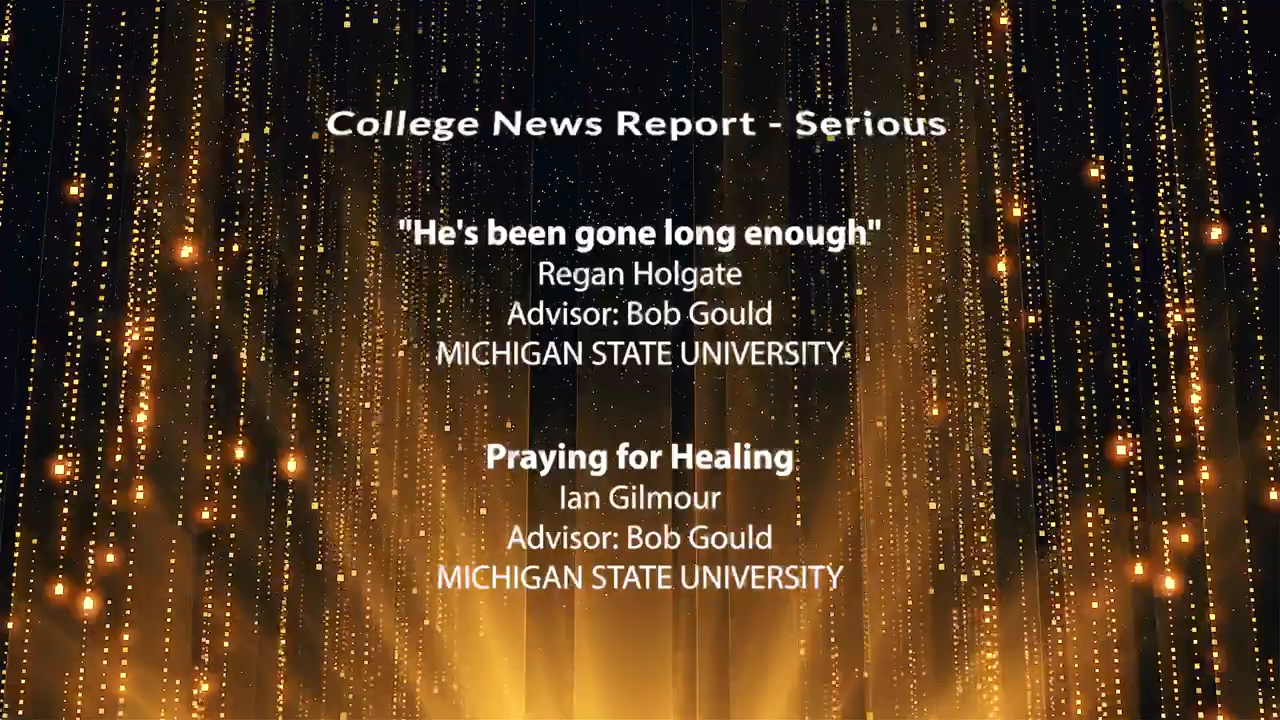 College News Report - Serious
"He's been gone long enough"
Regan Holgate
Advisor: Bob Gould
MICHIGAN STATE UNIVERSITY
Praying for Healing
Ian Gilmour
Advisor: Bob Gould
MICHIGAN STATE UNIVERSITY